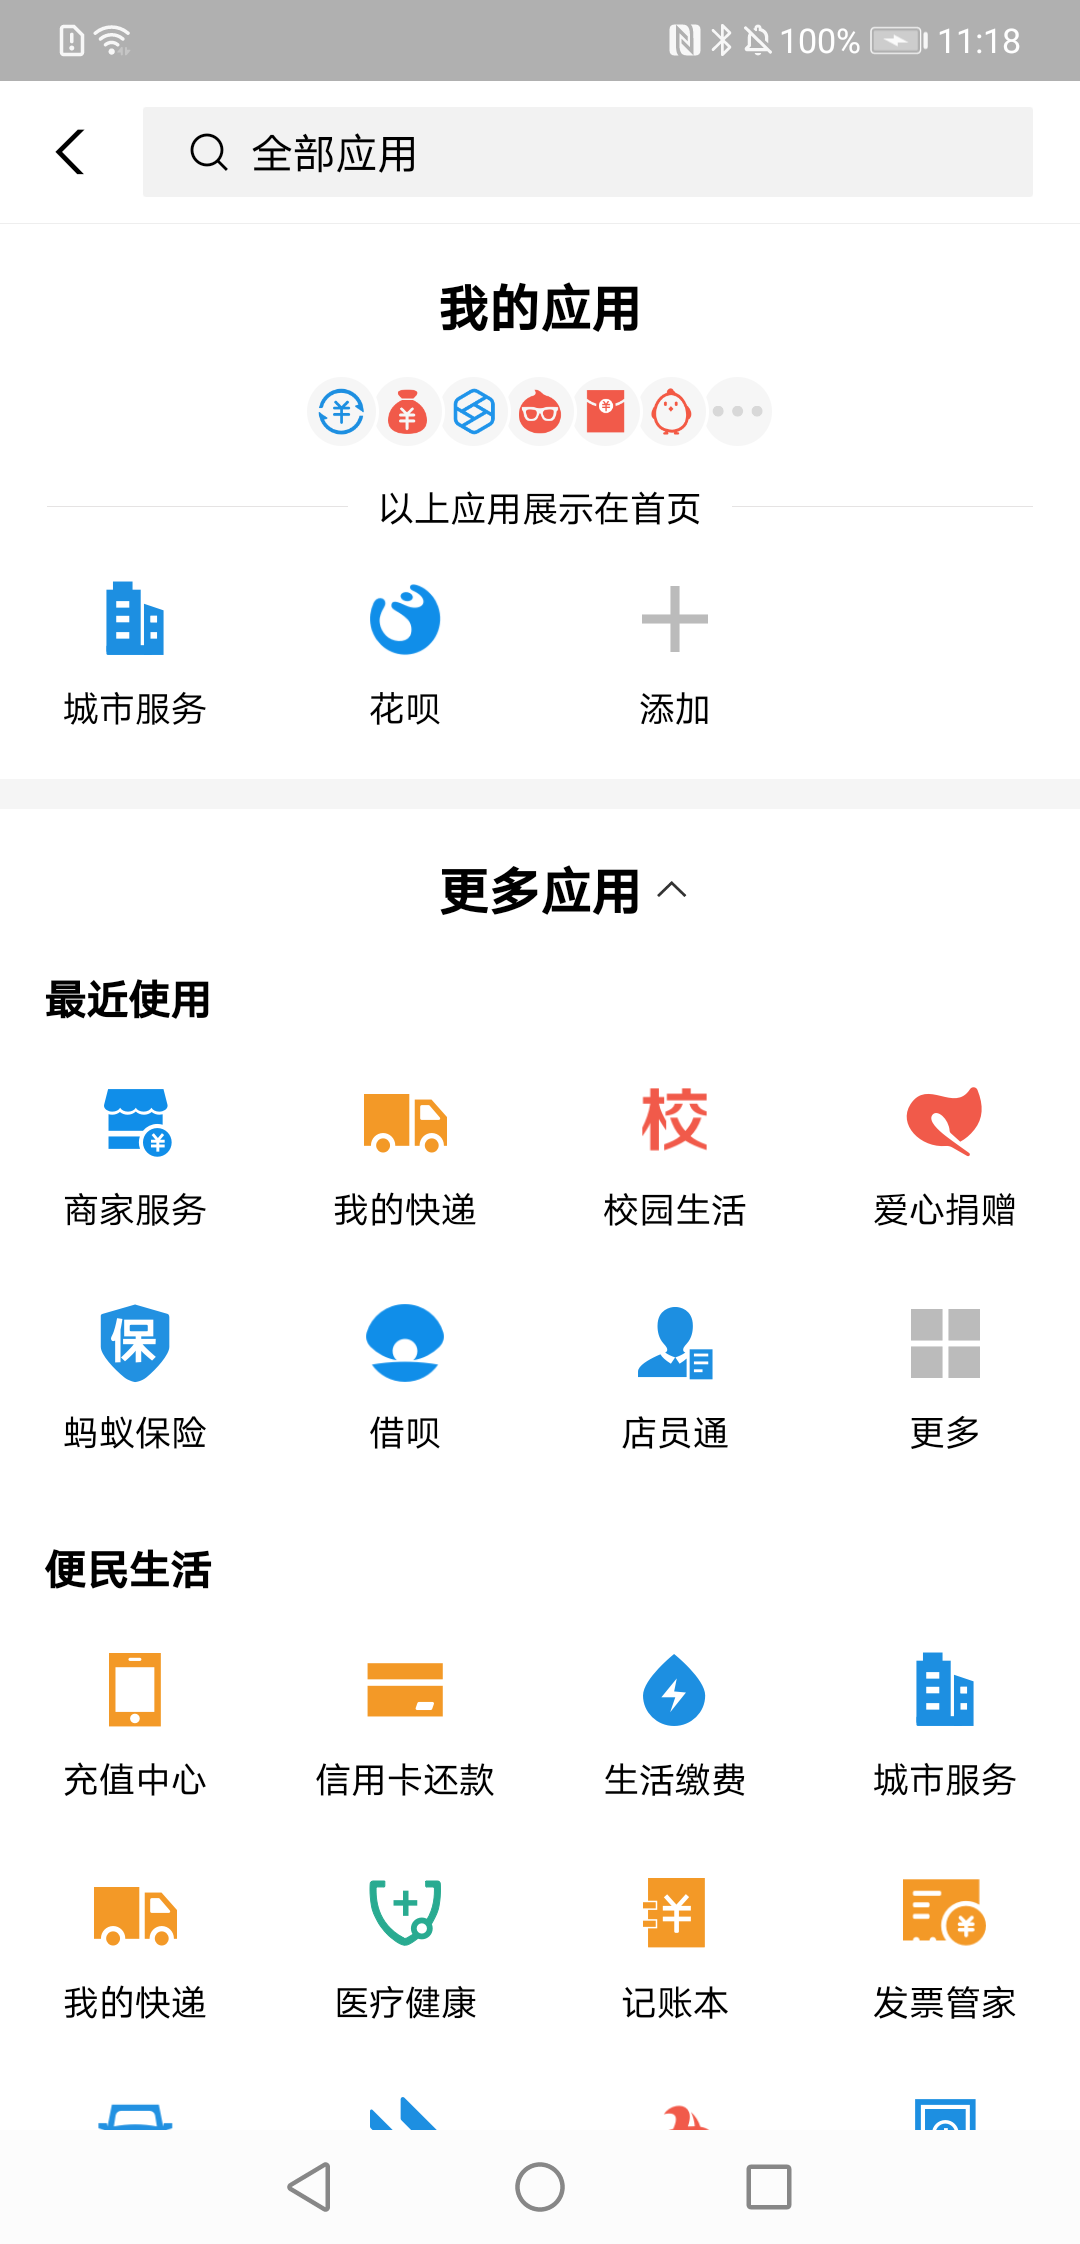 100% 11:18
全部应用
我的应用
以上应用展示在首页
城市服务 花呗 添加
更多应用
最近使用
校
商家服务 我的快递 校园生活 爱心捐赠
保
蚂蚁保险 借呗 店员通 更多
便民生活
充值中心 信用卡还款 生活缴费 城市服务
我的快递 医疗健康 记账本 发票管家